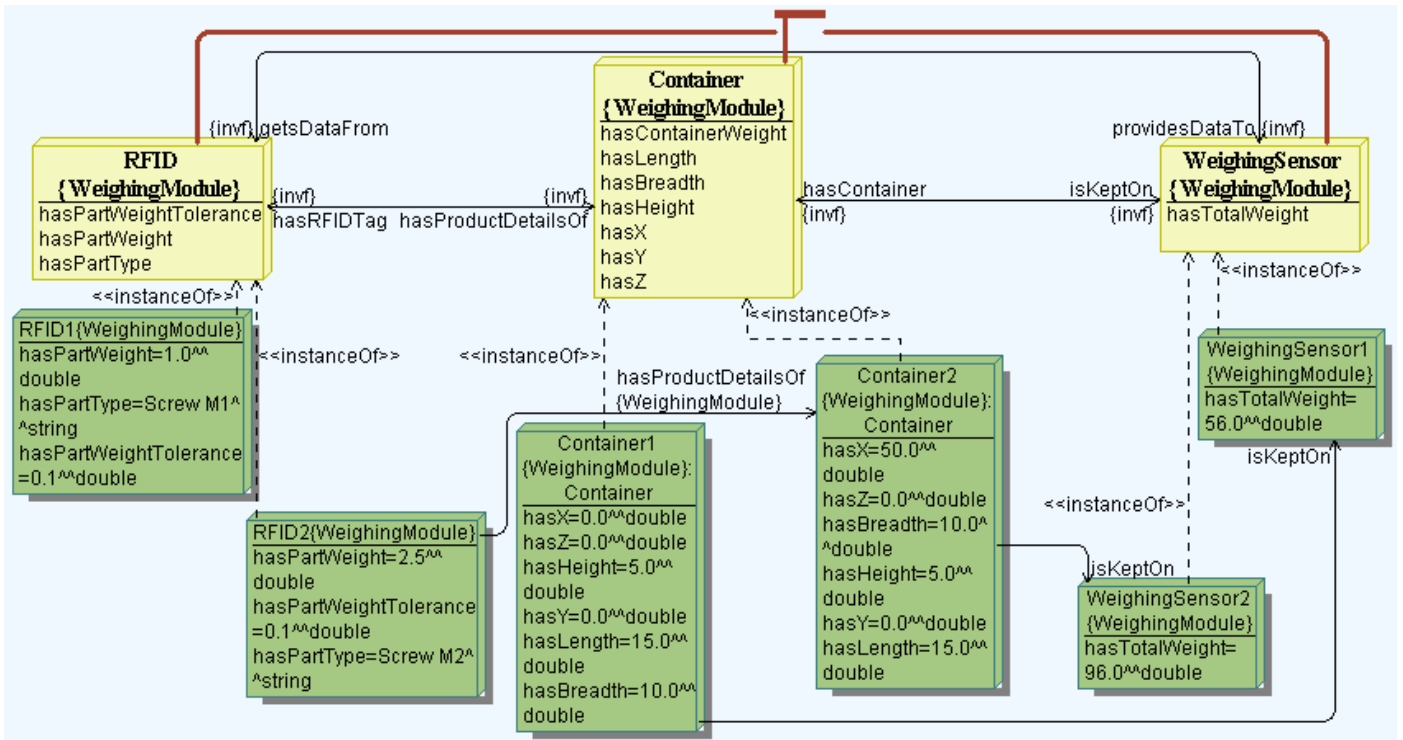 Container
{WeighingModule}
hasContainerWeight
hasLength
hasBreadth
hasHeight
hasX
hasY
hasZ
{invf} getsDataFrom
providesDataTo {invf}
RFID
{WeighingModule}
hasPartWeightTolerance
hasPartWeight
hasPartType
{invf}
hasRFIDTag
{invf}
hasProductDetailsOf
hasContainer
{invf}
isKeptOn
{invf}
WeighingSensor
{WeighingModule}
hasTotalWeight
<<instanceOf>>
<<instanceOf>>
<<instanceOf>>
<<instanceOf>>
<<instanceOf>>
<<instanceOf>>
RFID1{WeighingModule}
hasPartWeight=1.0^^
double
hasPartType=Screw M1^
^string
hasPartWeightTolerance
=0.1^^double
RFID2{WeighingModule}
hasPartWeight=2.5^^
double
hasPartWeightTolerance
=0.1^^double
hasPartType=Screw M2^
^string
hasProductDetailsOf
{WeighingModule}
Container1
{WeighingModule}:
Container
hasX=0.0^^double
hasZ=0.0^^double
hasHeight=5.0^^
double
hasY=0.0^^double
hasLength=15.0^^
double
hasBreadth=10.0^^
double
Container2
{WeighingModule}:
Container
hasX=50.0^^
double
hasZ=0.0^^double
hasBreadth=10.0^
^double
hasHeight=5.0^^
double
hasY=0.0^^double
hasLength=15.0^^
double
WeighingSensor1
{WeighingModule}
hasTotalWeight=
56.0^^double
isKeptOn
isKeptOn
WeighingSensor2
{WeighingModule}
hasTotalWeight=
96.0^^double